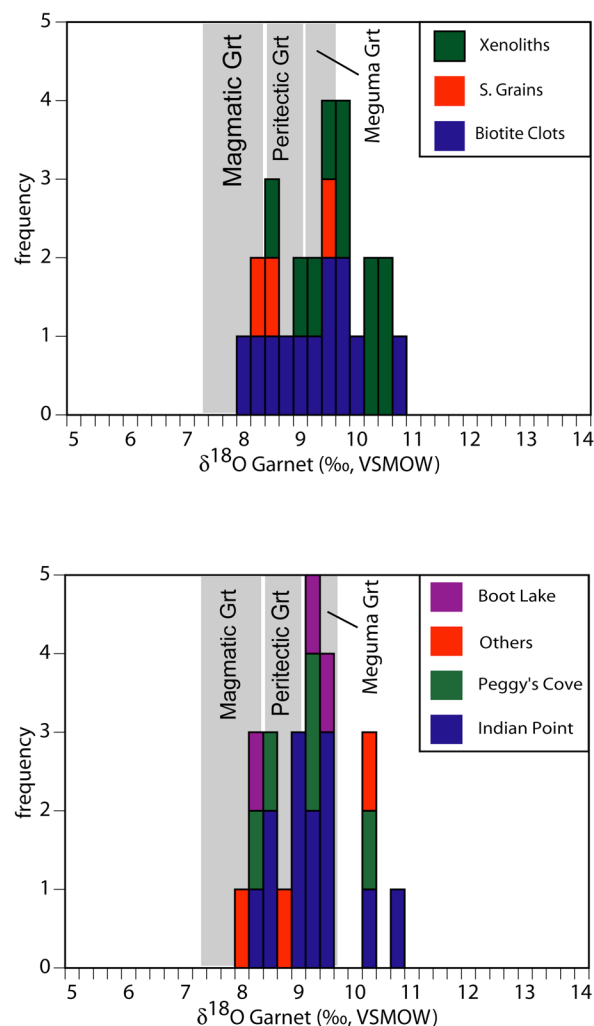 5
4
3
2
1
0
frequency
Magmatic Grt
Peritectic Grt
Meguma Grt
Xenoliths
S. Grains
Biotite Clots
5 6 7 8 9 10 11 12 13 14
δ18O Garnet (‰, VSMOW)
5
4
3
2
1
0
frequency
Magmatic Grt
Peritectic Grt
Meguma Grt
Boot Lake
Others
Peggy's Cove
Indian Point
5 6 7 8 9 10 11 12 13 14
δ18O Garnet (‰, VSMOW)